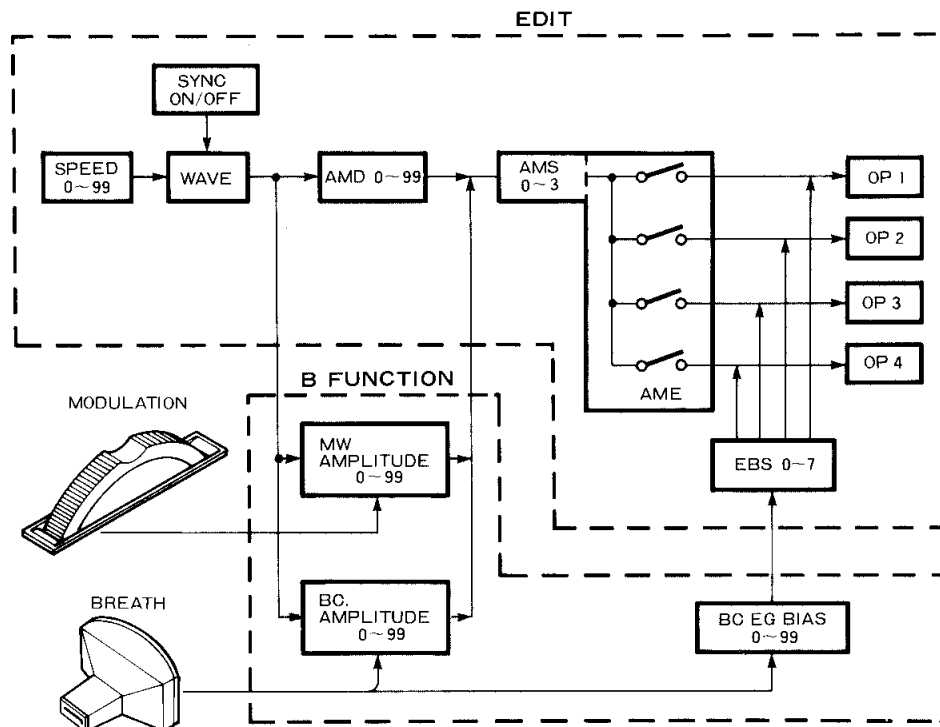 EDIT
SYNC
ON/OFF
SPEED
0~99
WAVE
AMD 0~99
AMS
0~3
OP 1
OP 2
OP 3
OP 4
AME
B FUNCTION
MODULATION
MW
AMPLITUDE
0~99
EBS 0~7
BREATH
BC.
AMPLITUDE
0~99
BC EG BIAS
0~99